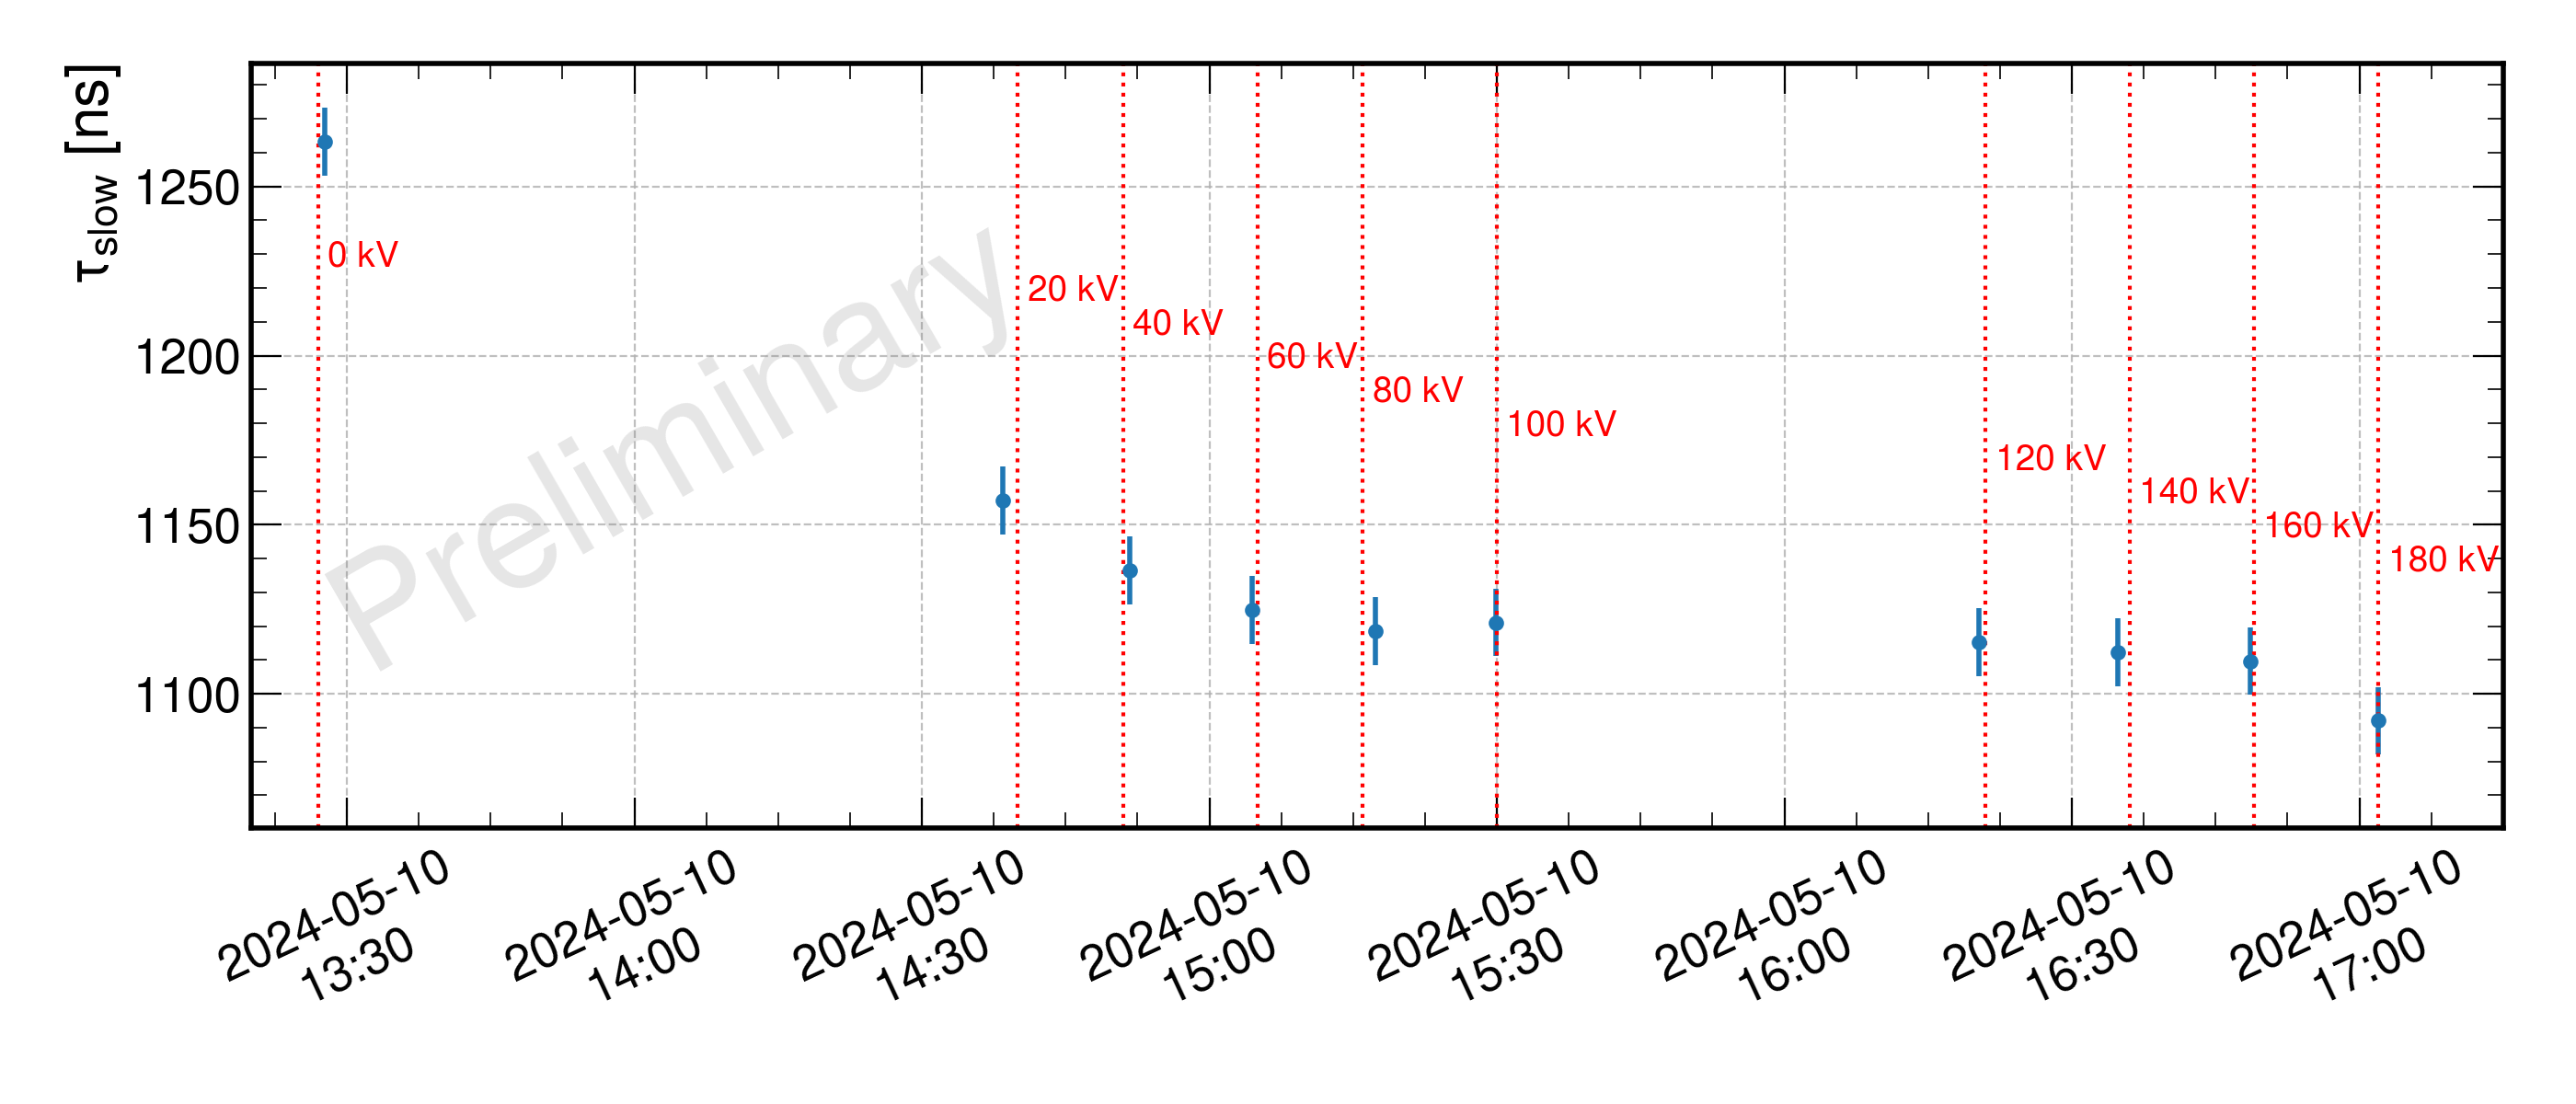 τslow [ns]
1250
1200
1150
1100
0 kV
20 kV
40 kV
60 kV
80 kV
100 kV
120 kV
140 kV
160 kV
180 kV
Preliminary
2024-05-10
13:30
2024-05-10
14:00
2024-05-10
14:30
2024-05-10
15:00
2024-05-10
15:30
2024-05-10
16:00
2024-05-10
16:30
2024-05-10
17:00